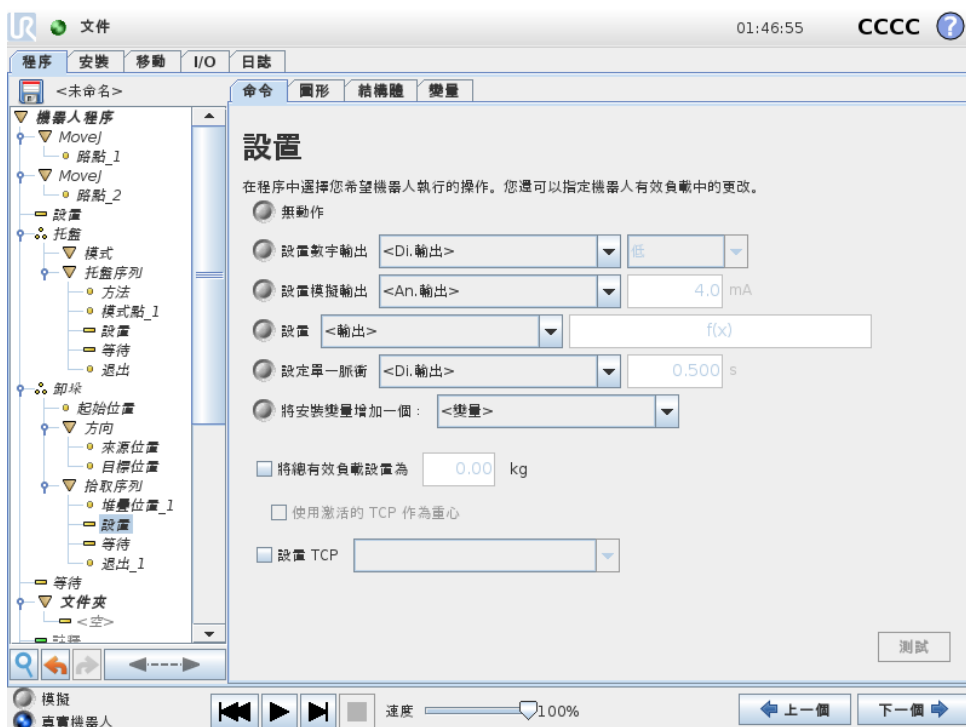 UR 文件 01:46:55 CCCC ?
程序 安裝 移動 I/O 日誌
<未命名>
命令 圖形 結構體 變量
機器人程序
MoveJ
路點_1
MoveJ
路點_2
設置
托盤
模式
托盤序列
方法
模式點_1
設置
等待
退出
卸垛
起始位置
方向
來源位置
目標位置
拾取序列
堆疊位置_1
設置
等待
退出_1
等待
文件夾
<空>
註釋
設置
在程序中選擇您希望機器人執行的操作。您還可以指定機器人有效負載中的更改。
無動作
設置數字輸出 <Di.輸出> 低
設置模擬輸出 <An.輸出> 4.0 mA
設置 <輸出> f(x)
設定單一脈衝 <Di.輸出> 0.500 s
將安裝變量增加一個： <變量>
將總有效負載設置為 0.00 kg
使用激活的 TCP 作為重心
設置 TCP
測試
模擬
真實機器人
速度 100%
上一個 下一個